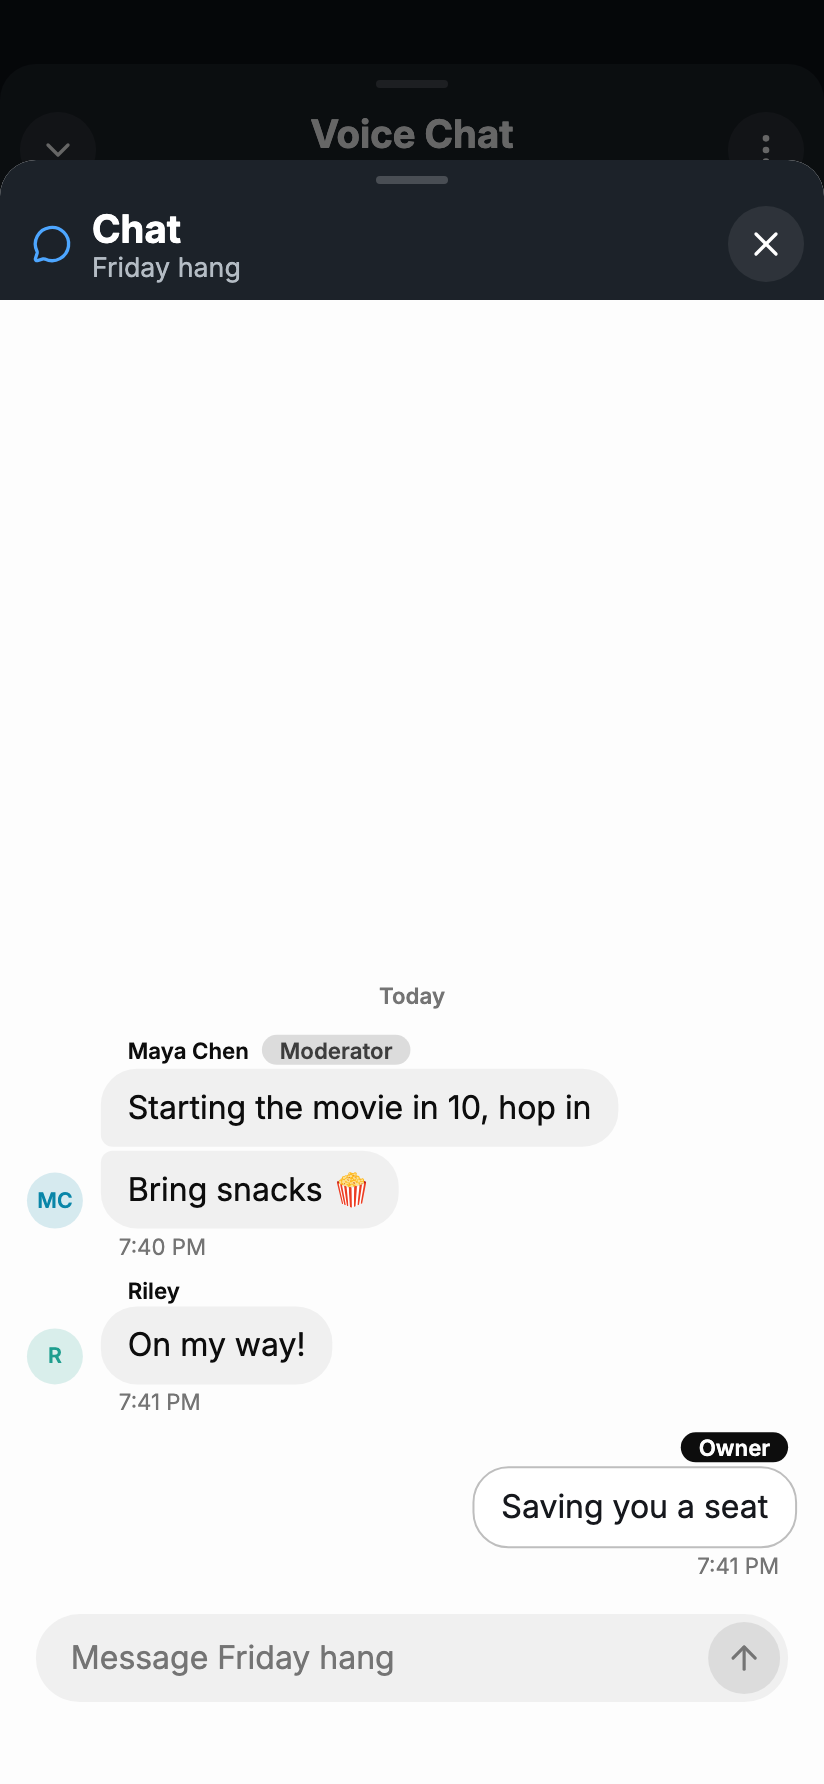 Voice Chat
Chat
Friday hang
Today
Maya Chen Moderator
Starting the movie in 10, hop in
Bring snacks 🍿
MC
7:40 PM
Riley
On my way!
R
7:41 PM
Owner
Saving you a seat
7:41 PM
Message Friday hang